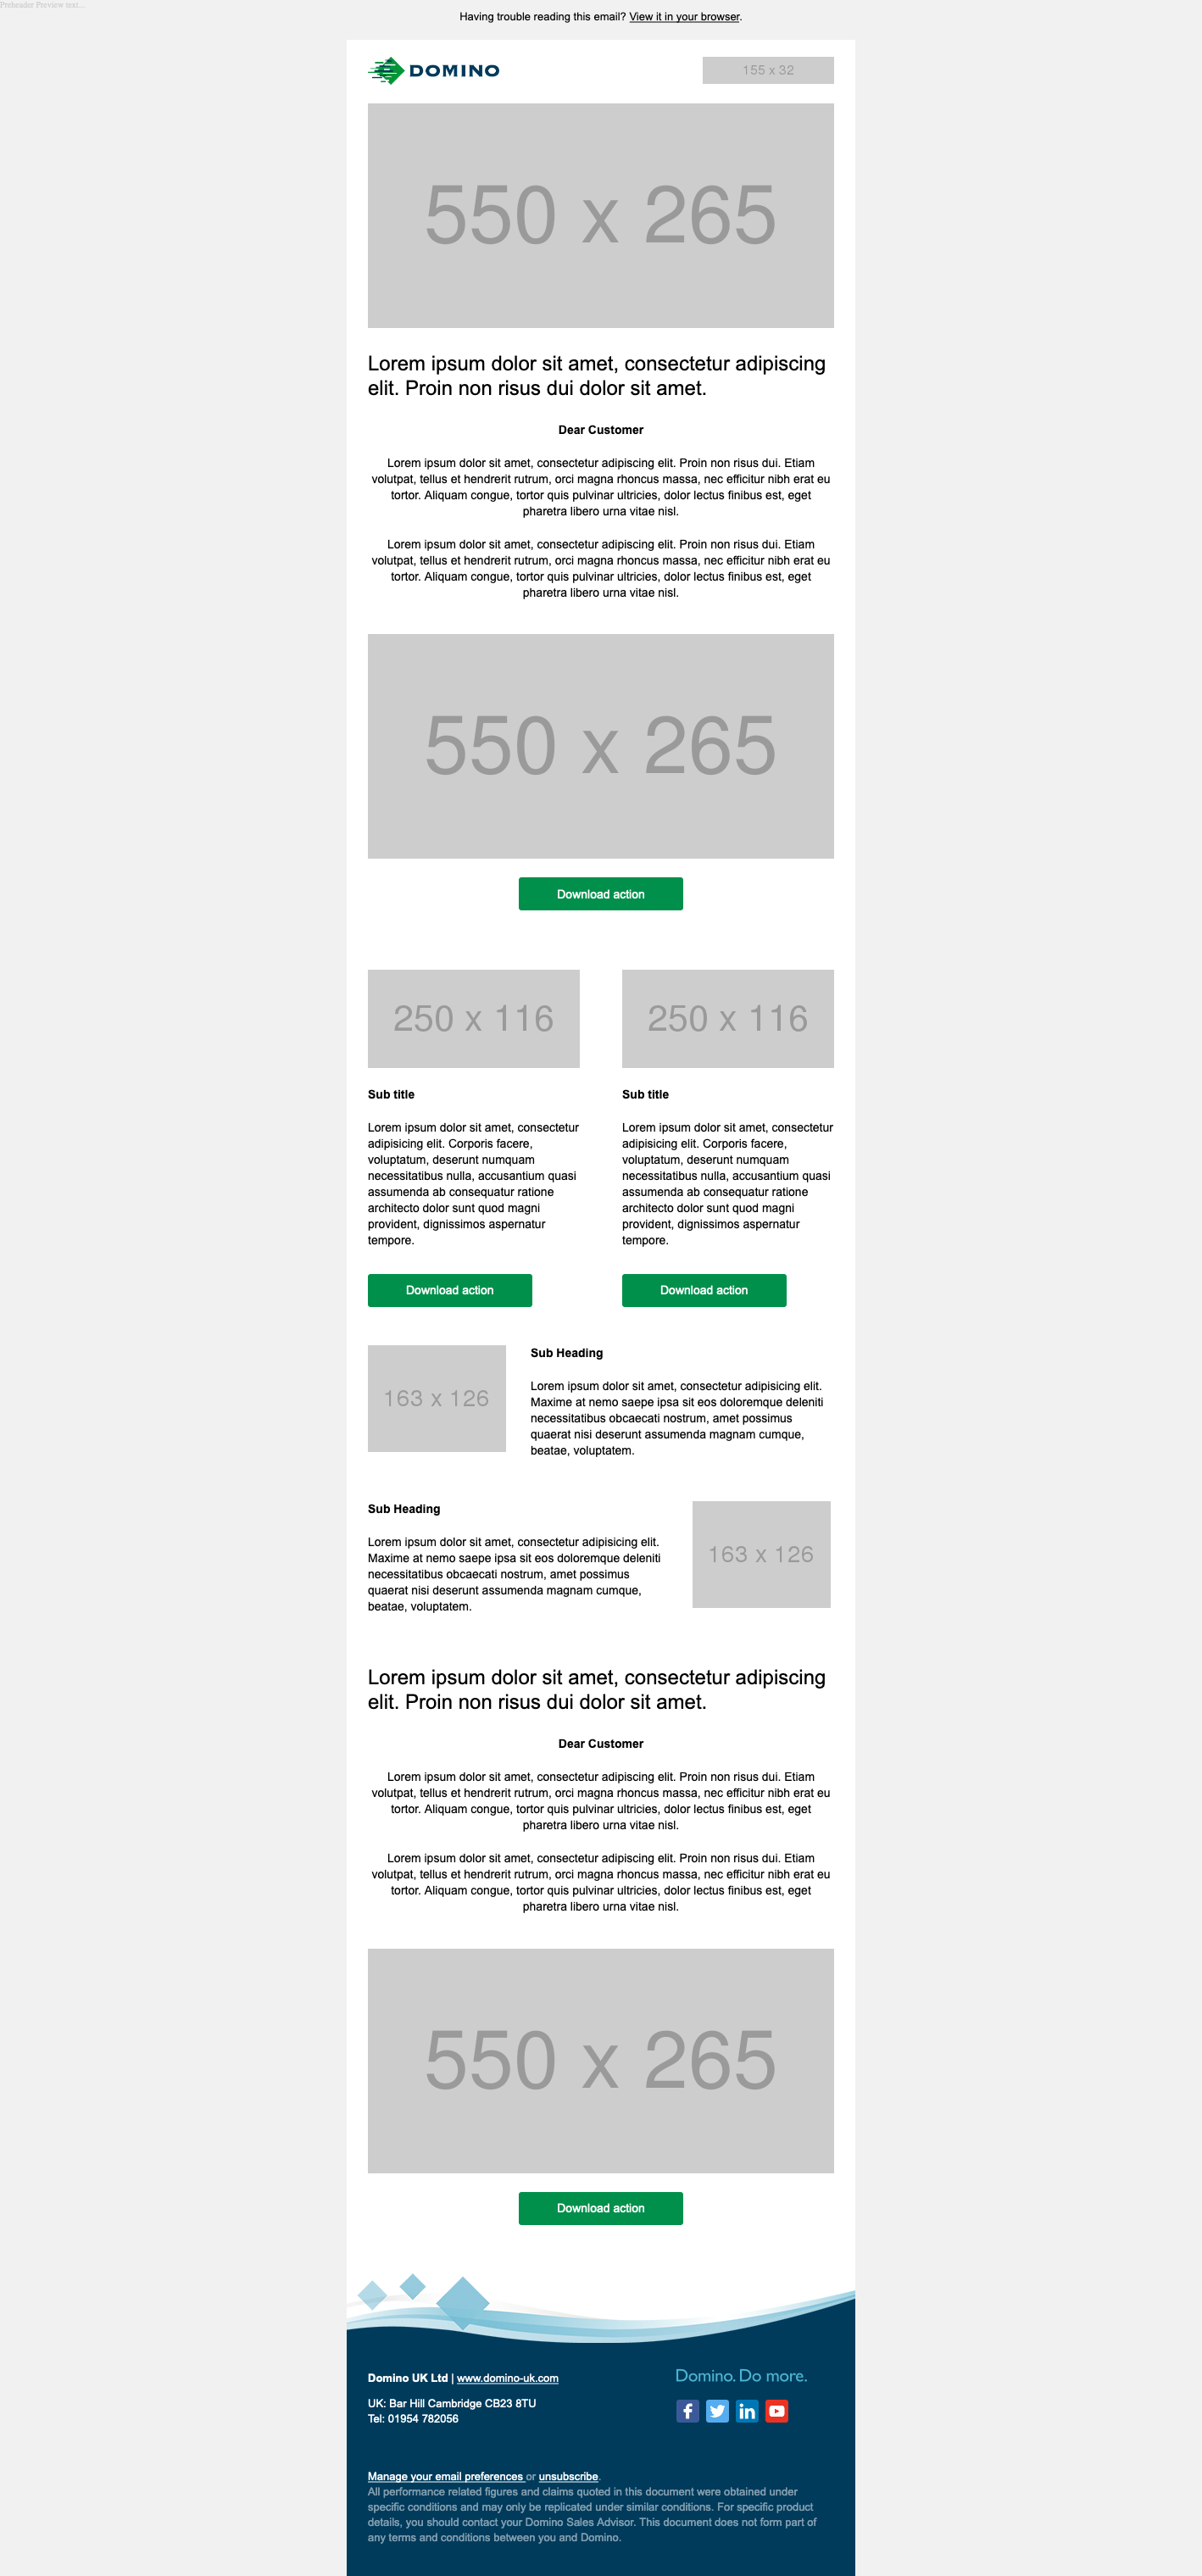 Preheader Preview text...
Having trouble reading this email? View it in your browser.
DOMINO
155 x 32
550 x 265
Lorem ipsum dolor sit amet, consectetur adipiscing
elit. Proin non risus dui dolor sit amet.
Dear Customer
Lorem ipsum dolor sit amet, consectetur adipiscing elit. Proin non risus dui. Etiam
volutpat, tellus et hendrerit rutrum, orci magna rhoncus massa, nec efficitur nibh erat eu
tortor. Aliquam congue, tortor quis pulvinar ultricies, dolor lectus finibus est, eget
pharetra libero urna vitae nisl.
Lorem ipsum dolor sit amet, consectetur adipiscing elit. Proin non risus dui. Etiam
volutpat, tellus et hendrerit rutrum, orci magna rhoncus massa, nec efficitur nibh erat eu
tortor. Aliquam congue, tortor quis pulvinar ultricies, dolor lectus finibus est, eget
pharetra libero urna vitae nisl.
550 x 265
Download action
250 x 116
Sub title
Lorem ipsum dolor sit amet, consectetur
adipisicing elit. Corporis facere,
voluptatum, deserunt numquam
necessitatibus nulla, accusantium quasi
assumenda ab consequatur ratione
architecto dolor sunt quod magni
provident, dignissimos aspernatur
tempore.
Download action
250 x 116
Sub title
Lorem ipsum dolor sit amet, consectetur
adipisicing elit. Corporis facere,
voluptatum, deserunt numquam
necessitatibus nulla, accusantium quasi
assumenda ab consequatur ratione
architecto dolor sunt quod magni
provident, dignissimos aspernatur
tempore.
Download action
163 x 126
Sub Heading
Lorem ipsum dolor sit amet, consectetur adipisicing elit.
Maxime at nemo saepe ipsa sit eos doloremque deleniti
necessitatibus obcaecati nostrum, amet possimus
quaerat nisi deserunt assumenda magnam cumque,
beatae, voluptatem.
Sub Heading
Lorem ipsum dolor sit amet, consectetur adipisicing elit.
Maxime at nemo saepe ipsa sit eos doloremque deleniti
necessitatibus obcaecati nostrum, amet possimus
quaerat nisi deserunt assumenda magnam cumque,
beatae, voluptatem.
163 x 126
Lorem ipsum dolor sit amet, consectetur adipiscing
elit. Proin non risus dui dolor sit amet.
Dear Customer
Lorem ipsum dolor sit amet, consectetur adipiscing elit. Proin non risus dui. Etiam
volutpat, tellus et hendrerit rutrum, orci magna rhoncus massa, nec efficitur nibh erat eu
tortor. Aliquam congue, tortor quis pulvinar ultricies, dolor lectus finibus est, eget
pharetra libero urna vitae nisl.
Lorem ipsum dolor sit amet, consectetur adipiscing elit. Proin non risus dui. Etiam
volutpat, tellus et hendrerit rutrum, orci magna rhoncus massa, nec efficitur nibh erat eu
tortor. Aliquam congue, tortor quis pulvinar ultricies, dolor lectus finibus est, eget
pharetra libero urna vitae nisl.
550 x 265
Download action
Domino UK Ltd | www.domino-uk.com
UK: Bar Hill Cambridge CB23 8TU
Tel: 01954 782056
Domino. Do more.
Manage your email preferences or unsubscribe.
All performance related figures and claims quoted in this document were obtained under
specific conditions and may only be replicated under similar conditions. For specific product
details, you should contact your Domino Sales Advisor. This document does not form part of
any terms and conditions between you and Domino.